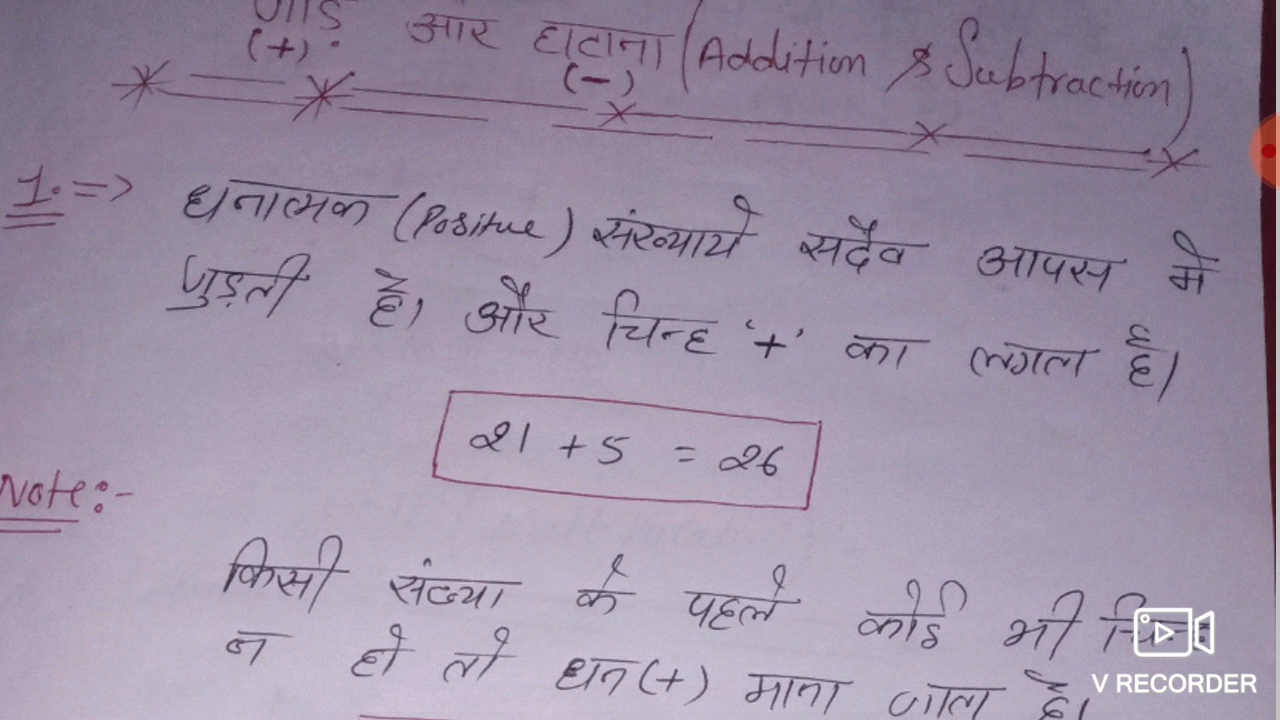 जोड़ और घटाना (Addition & Subtraction)
(+) (-)
1. => धनात्मक (Positive) संख्याये सदैव आपस मे
जुड़ती है। और चिन्ह '+' का लगता है।
21 + 5 = 26
Note:-
किसी संख्या के पहले कोई भी चिन्ह
न हो तो धन (+) माना जाता है।
V RECORDER